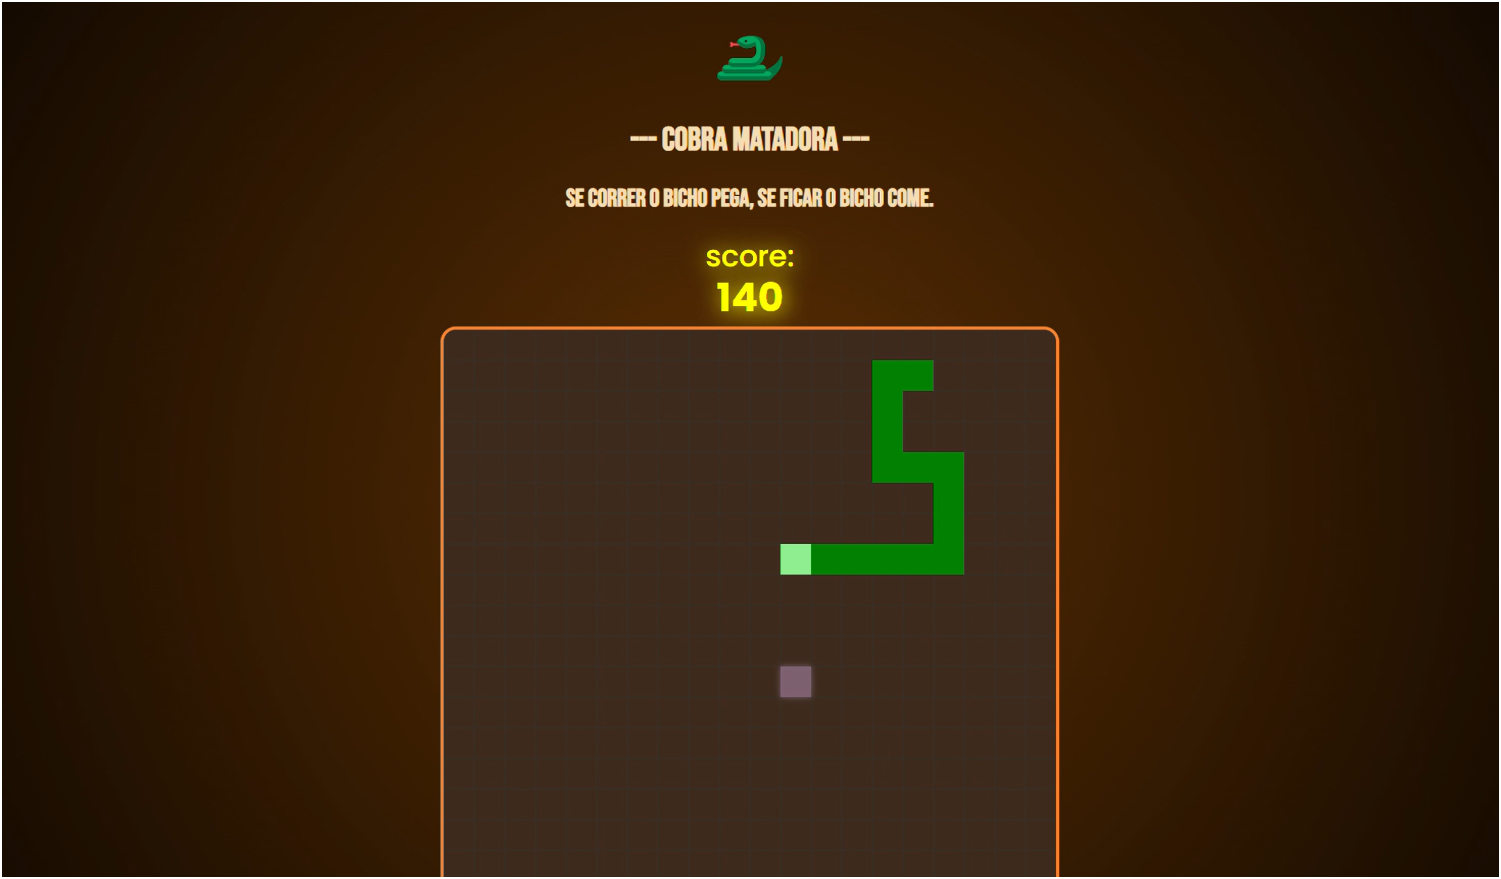 --- COBRA MATADORA ---
SE CORRER O BICHO PEGA, SE FICAR O BICHO COME.
score:
140